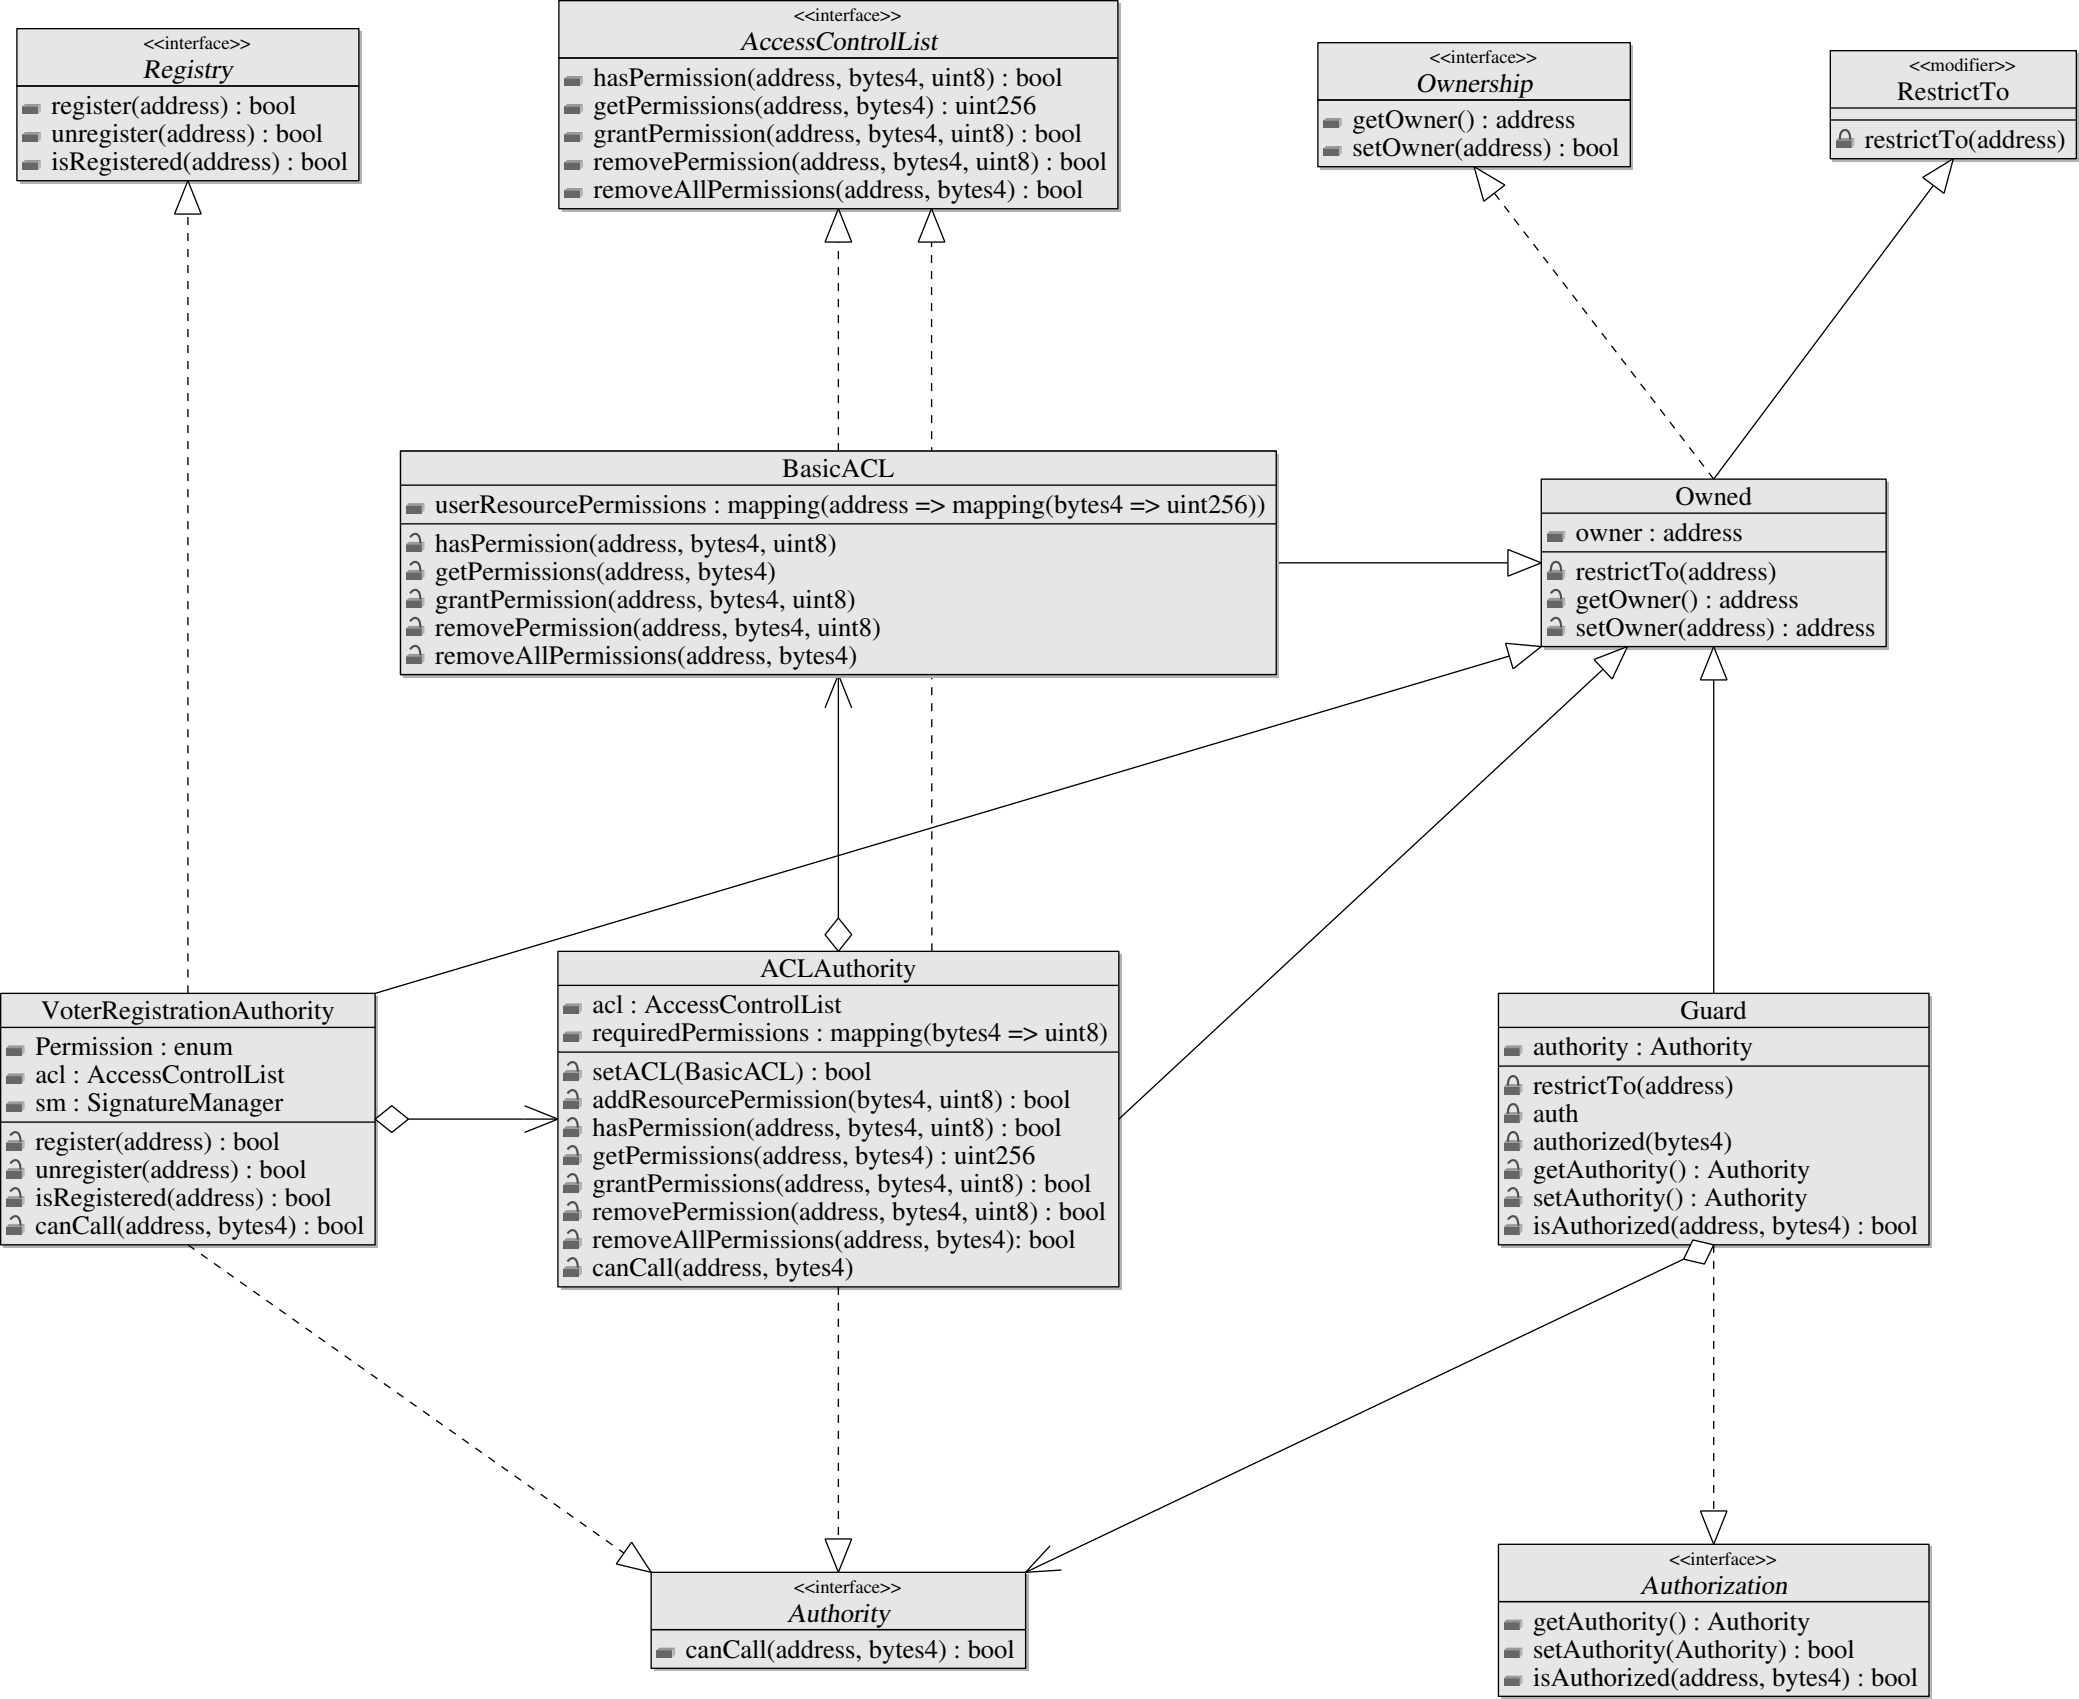 <<interface>>
Registry
register(address) : bool
unregister(address) : bool
isRegistered(address) : bool
<<interface>>
AccessControlList
hasPermission(address, bytes4, uint8) : bool
getPermissions(address, bytes4) : uint256
grantPermission(address, bytes4, uint8) : bool
removePermission(address, bytes4, uint8) : bool
removeAllPermissions(address, bytes4) : bool
<<interface>>
Ownership
getOwner() : address
setOwner(address) : bool
<<modifier>>
RestrictTo
restrictTo(address)
BasicACL
userResourcePermissions : mapping(address => mapping(bytes4 => uint256))
hasPermission(address, bytes4, uint8)
getPermissions(address, bytes4)
grantPermission(address, bytes4, uint8)
removePermission(address, bytes4, uint8)
removeAllPermissions(address, bytes4)
Owned
owner : address
restrictTo(address)
getOwner() : address
setOwner(address) : address
VoterRegistrationAuthority
Permission : enum
acl : AccessControlList
sm : SignatureManager
register(address) : bool
unregister(address) : bool
isRegistered(address) : bool
canCall(address, bytes4) : bool
ACLAuthority
acl : AccessControlList
requiredPermissions : mapping(bytes4 => uint8)
setACL(BasicACL) : bool
addResourcePermission(bytes4, uint8) : bool
hasPermission(address, bytes4, uint8) : bool
getPermissions(address, bytes4) : uint256
grantPermissions(address, bytes4, uint8) : bool
removePermission(address, bytes4, uint8) : bool
removeAllPermissions(address, bytes4): bool
canCall(address, bytes4)
Guard
authority : Authority
restrictTo(address)
auth
authorized(bytes4)
getAuthority() : Authority
setAuthority() : Authority
isAuthorized(address, bytes4) : bool
<<interface>>
Authority
canCall(address, bytes4) : bool
<<interface>>
Authorization
getAuthority() : Authority
setAuthority(Authority) : bool
isAuthorized(address, bytes4) : bool